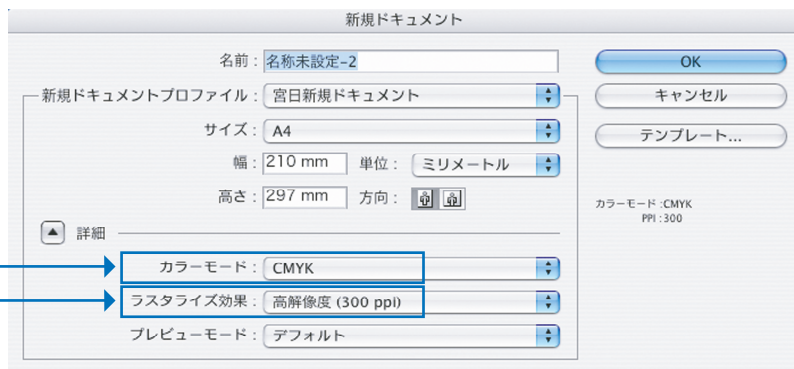 新規ドキュメント
名前 : 名称未設定-2
OK
新規ドキュメントプロファイル : 宮日新規ドキュメント
キャンセル
サイズ : A4
テンプレート...
幅 : 210 mm 単位 : ミリメートル
高さ : 297 mm 方向 :
カラーモード :CMYK
PPI :300
詳細
カラーモード : CMYK
ラスタライズ効果 : 高解像度 (300 ppi)
プレビューモード : デフォルト